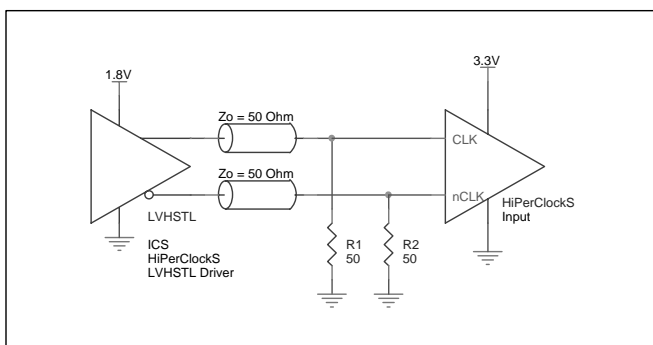 1.8V
3.3V
Zo = 50 Ohm
CLK
Zo = 50 Ohm
nCLK
LVHSTL
HiPerClockS
Input
ICS
HiPerClockS
LVHSTL Driver
R1
50
R2
50